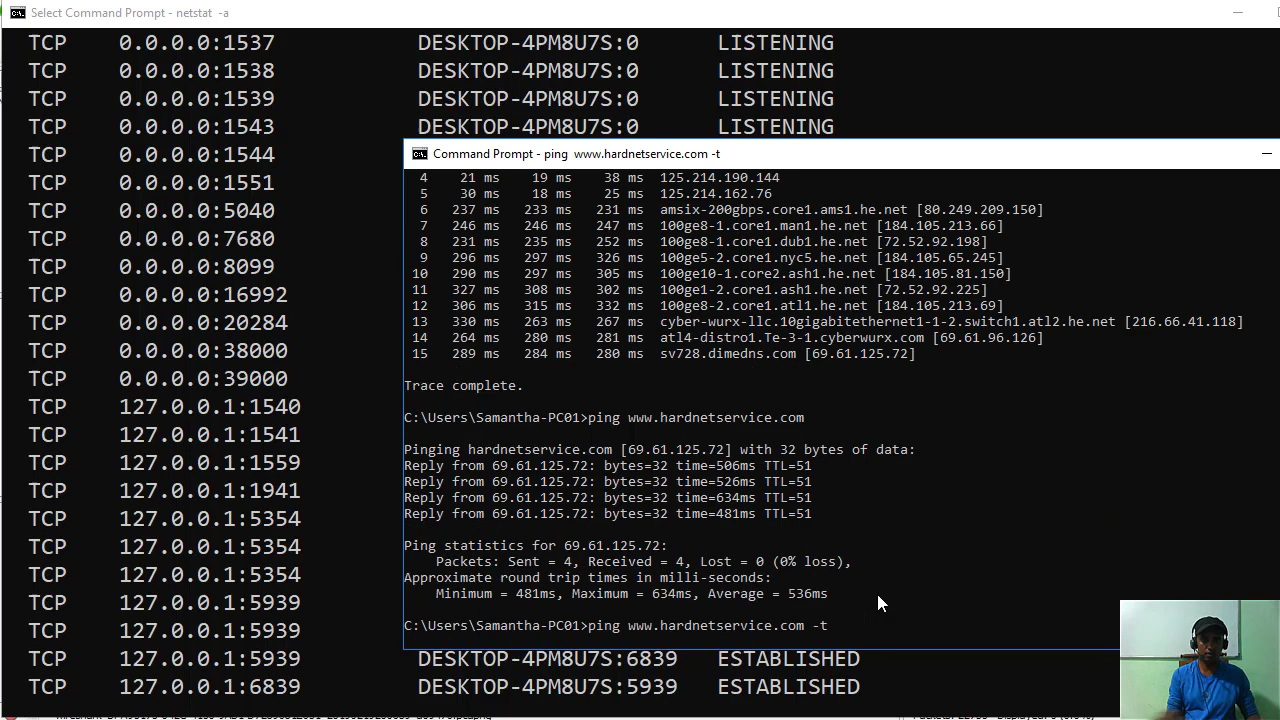 Select Command Prompt - netstat -a
TCP 0.0.0.0:1537 DESKTOP-4PM8U7S:0 LISTENING
TCP 0.0.0.0:1538 DESKTOP-4PM8U7S:0 LISTENING
TCP 0.0.0.0:1539 DESKTOP-4PM8U7S:0 LISTENING
TCP 0.0.0.0:1543 DESKTOP-4PM8U7S:0 LISTENING
TCP 0.0.0.0:1544
TCP 0.0.0.0:1551
TCP 0.0.0.0:5040
TCP 0.0.0.0:7680
TCP 0.0.0.0:8099
TCP 0.0.0.0:16992
TCP 0.0.0.0:20284
TCP 0.0.0.0:38000
TCP 0.0.0.0:39000
TCP 127.0.0.1:1540
TCP 127.0.0.1:1541
TCP 127.0.0.1:1559
TCP 127.0.0.1:1941
TCP 127.0.0.1:5354
TCP 127.0.0.1:5354
TCP 127.0.0.1:5354
TCP 127.0.0.1:5939
TCP 127.0.0.1:5939
TCP 127.0.0.1:5939 DESKTOP-4PM8U7S:6839 ESTABLISHED
TCP 127.0.0.1:6839 DESKTOP-4PM8U7S:5939 ESTABLISHED
Command Prompt - ping www.hardnetservice.com -t
4 21 ms 19 ms 38 ms 125.214.190.144
5 30 ms 18 ms 25 ms 125.214.162.76
6 237 ms 233 ms 231 ms amsix-200gbps.core1.ams1.he.net [80.249.209.150]
7 246 ms 246 ms 247 ms 100ge8-1.core1.man1.he.net [184.105.213.66]
8 231 ms 235 ms 252 ms 100ge8-1.core1.dub1.he.net [72.52.92.198]
9 296 ms 297 ms 326 ms 100ge5-2.core1.nyc5.he.net [184.105.65.245]
10 290 ms 297 ms 305 ms 100ge10-1.core2.ash1.he.net [184.105.81.150]
11 327 ms 308 ms 302 ms 100ge1-2.core1.ash1.he.net [72.52.92.225]
12 306 ms 315 ms 332 ms 100ge8-2.core1.atl1.he.net [184.105.213.69]
13 330 ms 263 ms 267 ms cyber-wurx-llc.10gigabitethernet1-1-2.switch1.atl2.he.net [216.66.41.118]
14 264 ms 280 ms 281 ms atl4-distro1.Te-3-1.cyberwurx.com [69.61.96.126]
15 289 ms 284 ms 280 ms sv728.dimedns.com [69.61.125.72]
Trace complete.
C:\Users\Samantha-PC01>ping www.hardnetservice.com
Pinging hardnetservice.com [69.61.125.72] with 32 bytes of data:
Reply from 69.61.125.72: bytes=32 time=506ms TTL=51
Reply from 69.61.125.72: bytes=32 time=526ms TTL=51
Reply from 69.61.125.72: bytes=32 time=634ms TTL=51
Reply from 69.61.125.72: bytes=32 time=481ms TTL=51
Ping statistics for 69.61.125.72:
Packets: Sent = 4, Received = 4, Lost = 0 (0% loss),
Approximate round trip times in milli-seconds:
Minimum = 481ms, Maximum = 634ms, Average = 536ms
C:\Users\Samantha-PC01>ping www.hardnetservice.com -t